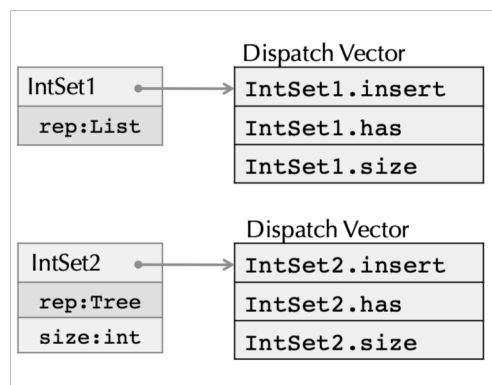 Dispatch Vector
IntSet1
IntSet1.insert
rep:List
IntSet1.has
IntSet1.size
Dispatch Vector
IntSet2
IntSet2.insert
rep:Tree
IntSet2.has
size:int
IntSet2.size